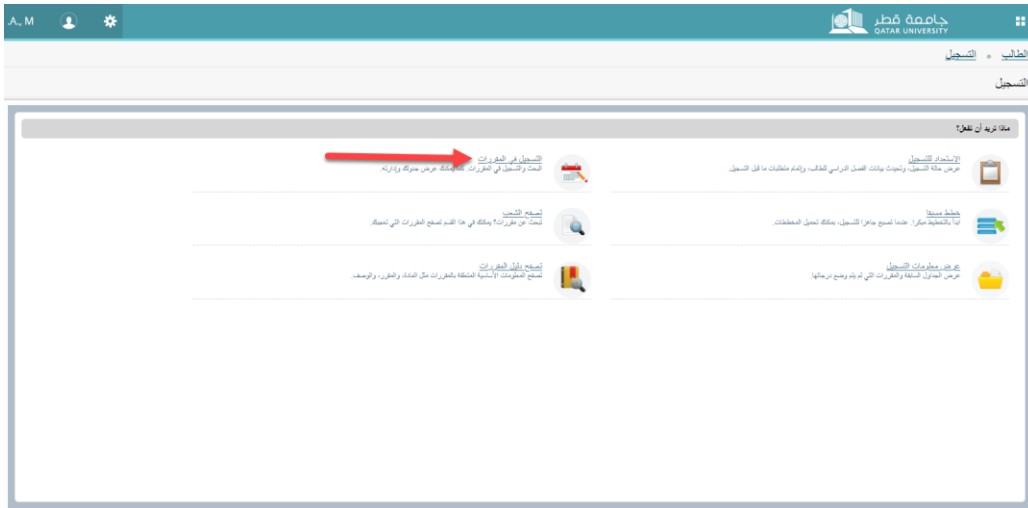 A., M.
جامعة قطر
QATAR UNIVERSITY
الطالب • التسجيل
التسجيل
ماذا تريد أن تفعل؟
الاستعداد للتسجيل
عرض حالة التسجيل، وتحديث بيانات الفصل الدراسي للطالب، وإتمام متطلبات ما قبل التسجيل.
التسجيل في المقررات
البحث والتسجيل في المقررات. كما يمكنك عرض جدولك وإدارته.
خطط مسبقا
ابدأ بالتخطيط مبكرا. عندما تصبح جاهزا للتسجيل، يمكنك تحميل المخططات.
تصفح الشعب
تبحث عن مقررات؟ يمكنك في هذا القسم تصفح المقررات التي تعجبك.
عرض معلومات التسجيل
عرض الجداول السابقة والمقررات التي لم يتم وضع درجاتها.
تصفح دليل المقررات
تصفح المعلومات الأساسية المتعلقة بالمقررات مثل المادة، والمقرر، والوصف.